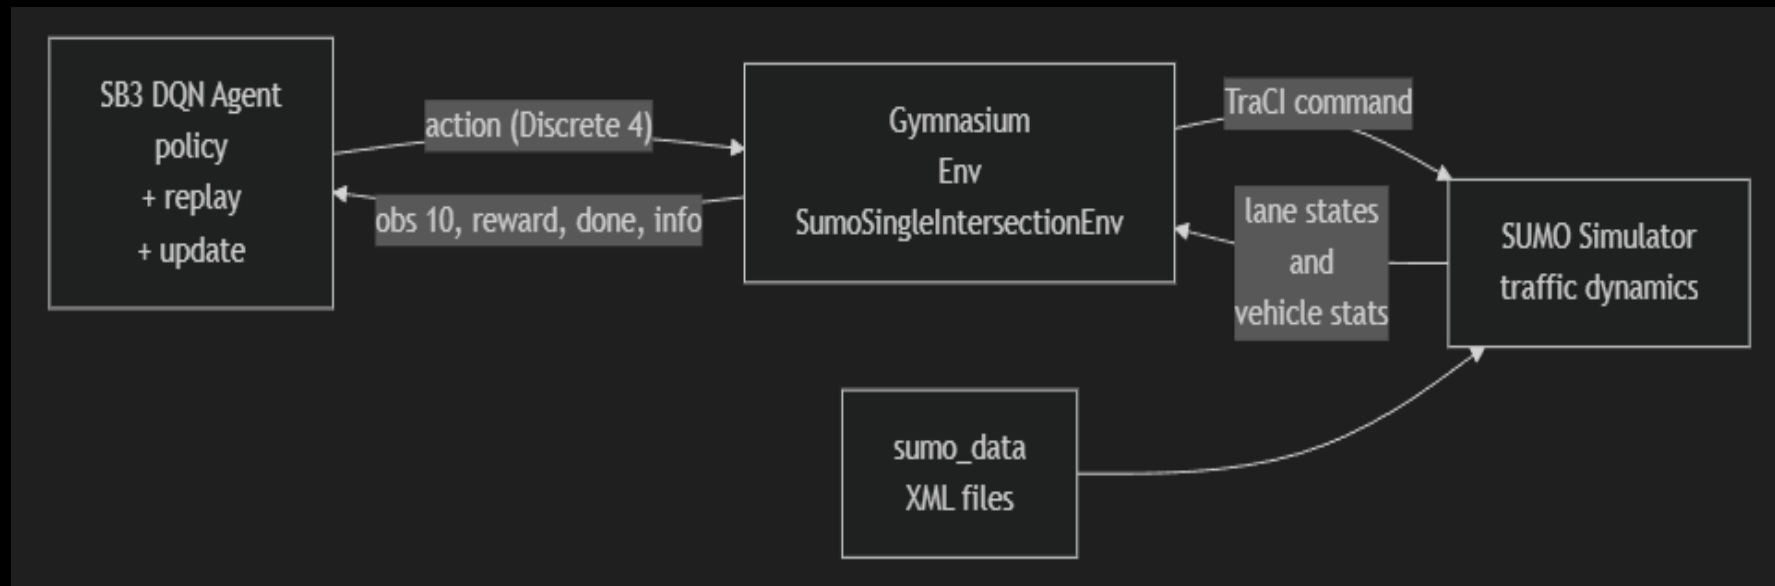 SB3 DQN Agent
policy
+ replay
+ update
action (Discrete 4)
obs 10, reward, done, info
Gymnasium
Env
SumoSingleIntersectionEnv
TraCI command
lane states
and
vehicle stats
SUMO Simulator
traffic dynamics
sumo_data
XML files